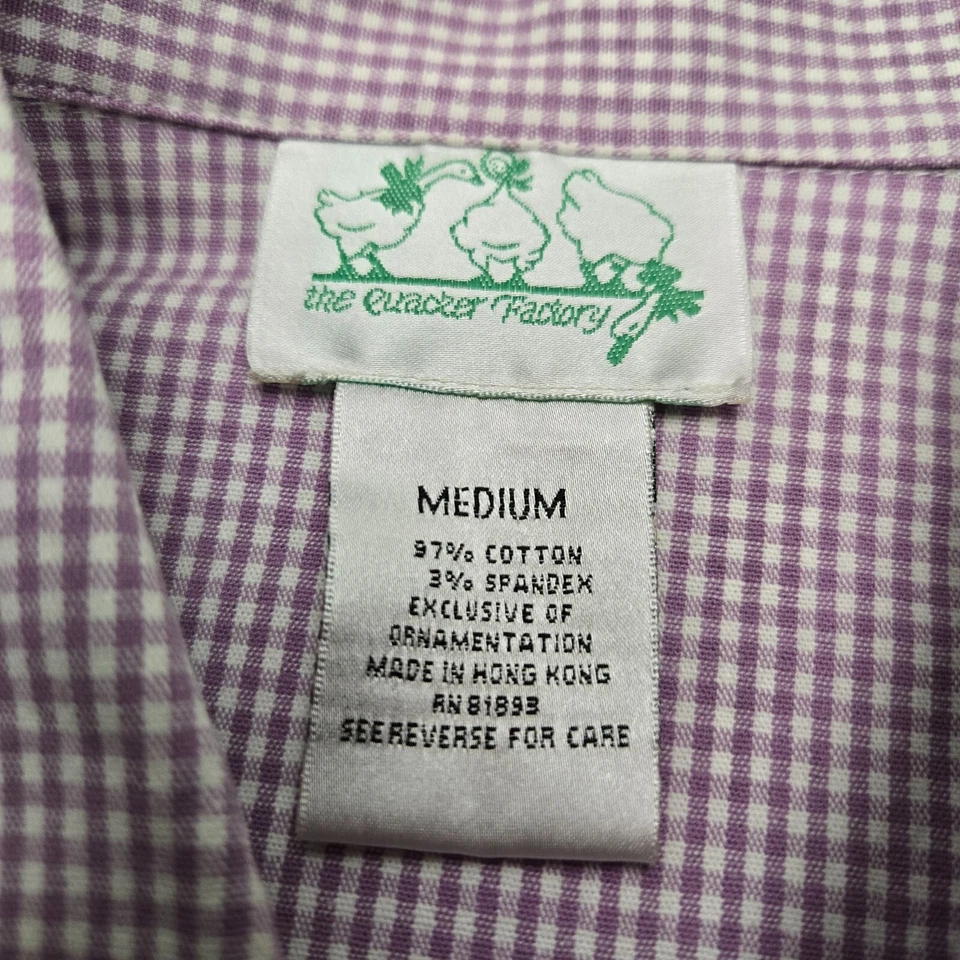 the Quacker Factory
MEDIUM
97% COTTON
3% SPANDEX
EXCLUSIVE OF
ORNAMENTATION
MADE IN HONG KONG
RN 81893
SEE REVERSE FOR CARE